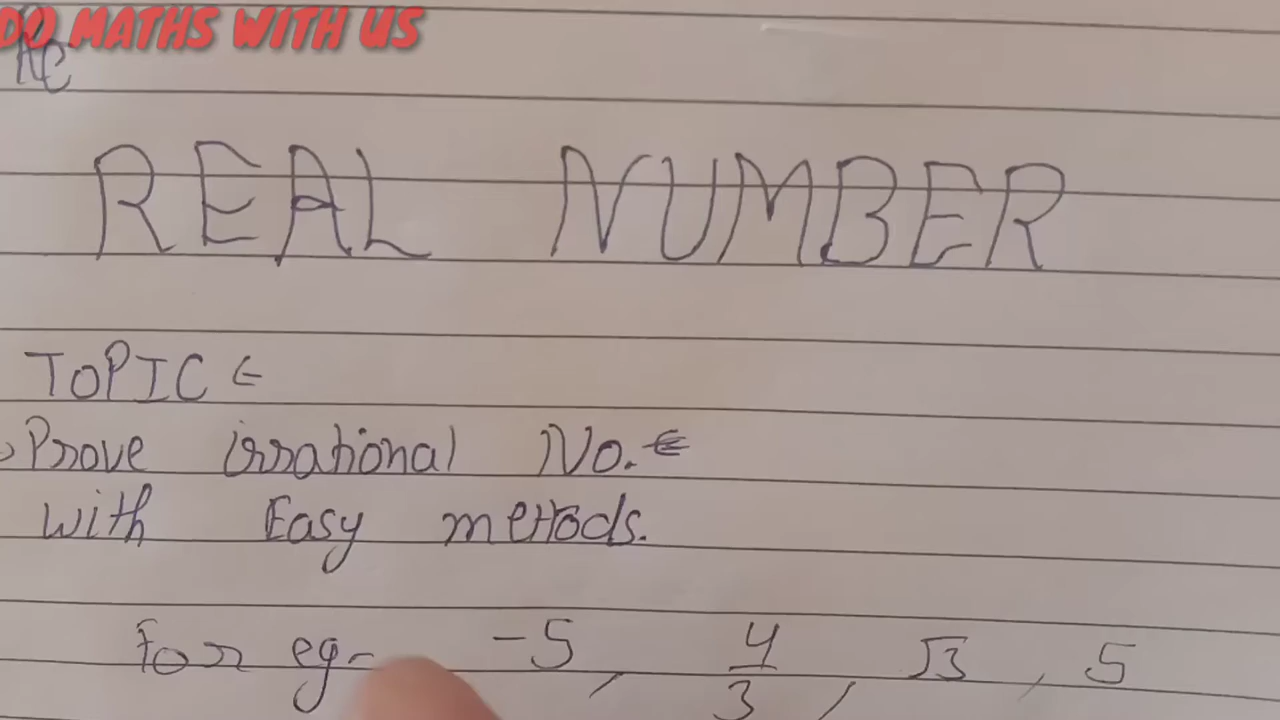 DO MATHS WITH US
REAL NUMBER
TOPIC
Prove irrational No.
with Easy methods.
For eg- -5, 4/3, √3, 5